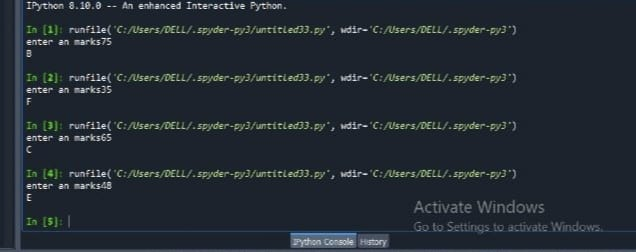 IPython 8.10.0 -- An enhanced Interactive Python.
In [1]: runfile('C:/Users/DELL/.spyder-py3/untitled33.py', wdir='C:/Users/DELL/.spyder-py3')
enter an marks75
B
In [2]: runfile('C:/Users/DELL/.spyder-py3/untitled33.py', wdir='C:/Users/DELL/.spyder-py3')
enter an marks35
F
In [3]: runfile('C:/Users/DELL/.spyder-py3/untitled33.py', wdir='C:/Users/DELL/.spyder-py3')
enter an marks65
C
In [4]: runfile('C:/Users/DELL/.spyder-py3/untitled33.py', wdir='C:/Users/DELL/.spyder-py3')
enter an marks48
E
In [5]:
Activate Windows
Go to Settings to activate Windows.
IPython Console History